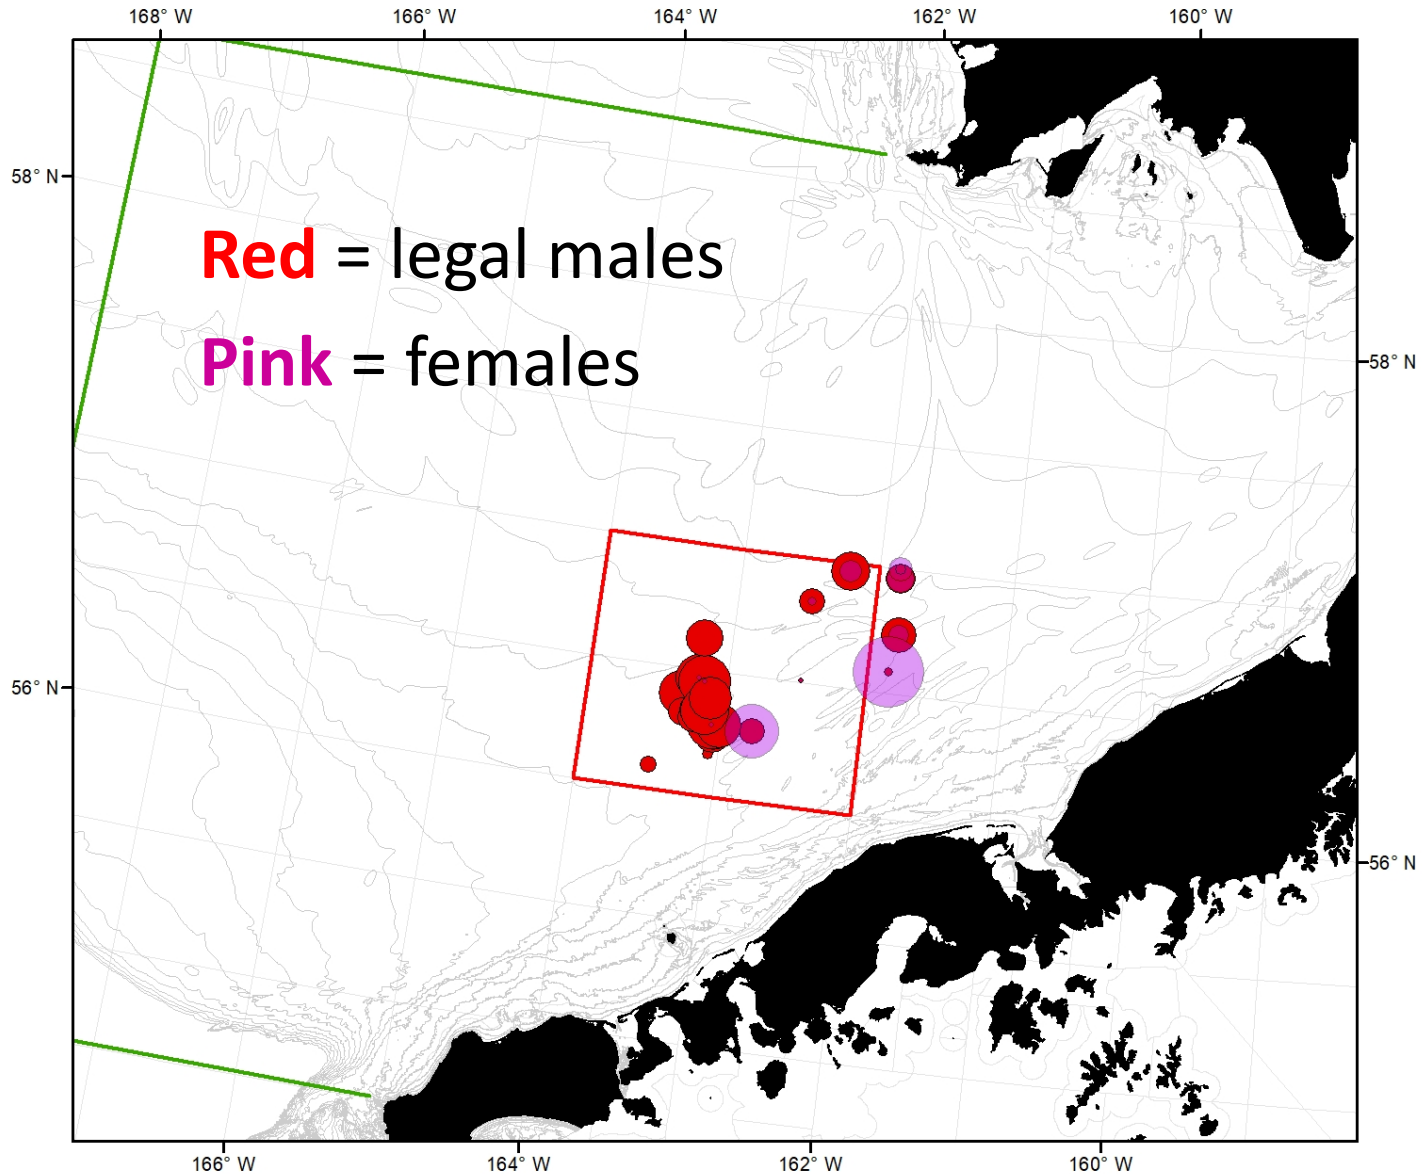 168° W 166° W 164° W 162° W 160° W
58° N
Red = legal males
Pink = females
58° N
56° N
56° N
166° W 164° W 162° W 160° W